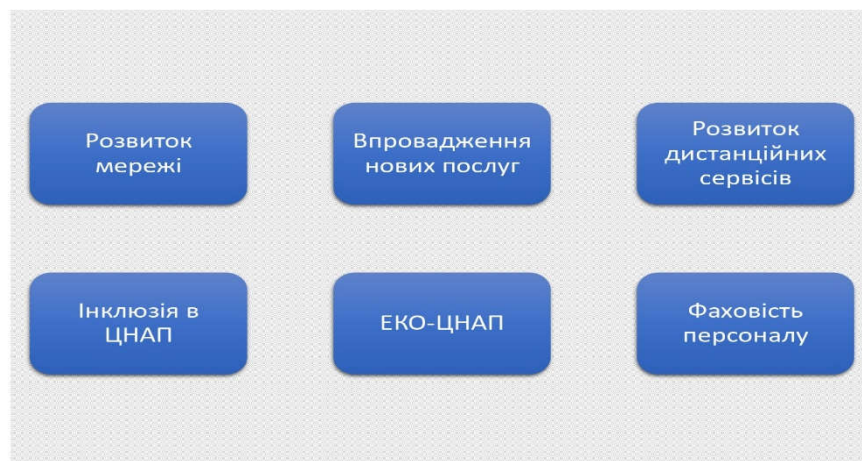 Розвиток
мережі
Впровадження
нових послуг
Розвиток
дистанційних
сервісів
Інклюзія в
ЦНАП
ЕКО-ЦНАП
Фаховість
персоналу